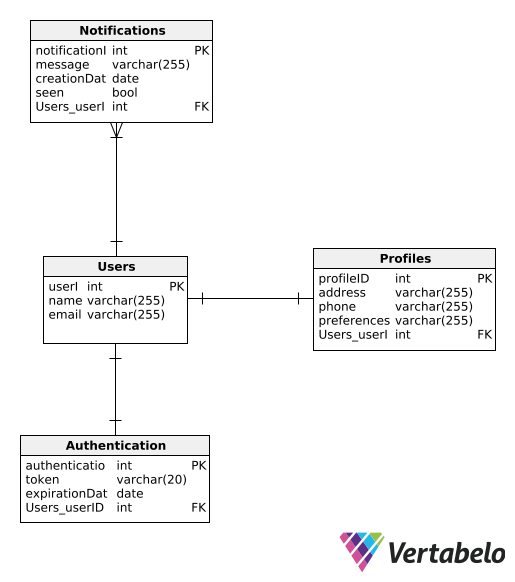 Notifications
notificationI int PK
message varchar(255)
creationDat date
seen bool
Users_userI int FK
Users
userI int PK
name varchar(255)
email varchar(255)
Profiles
profileID int PK
address varchar(255)
phone varchar(255)
preferences varchar(255)
Users_userI int FK
Authentication
authenticatio int PK
token varchar(20)
expirationDat date
Users_userID int FK
Vertabelo